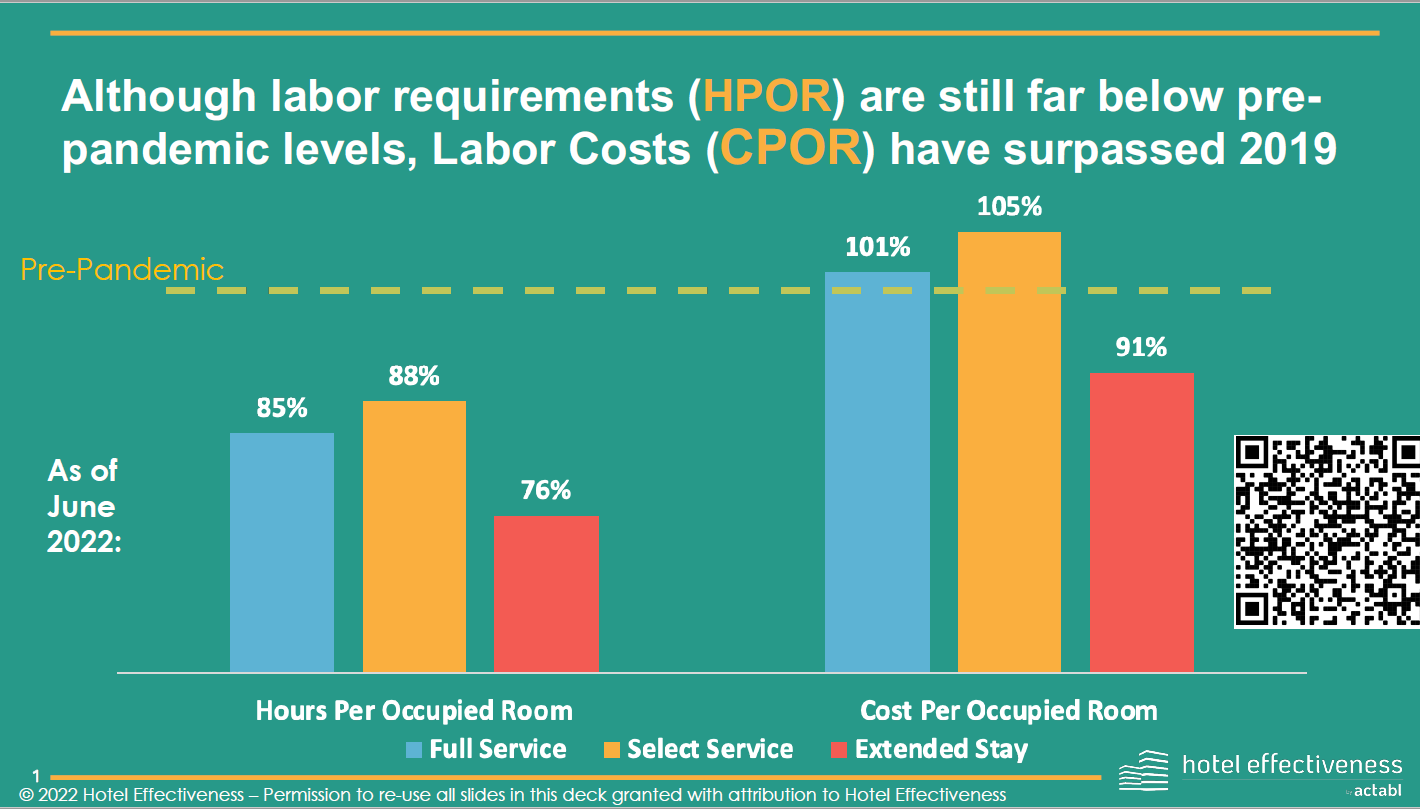 Although labor requirements (HPOR) are still far below pre-
pandemic levels, Labor Costs (CPOR) have surpassed 2019
105%
101%
Pre-Pandemic
91%
88%
85%
76%
As of
June
2022:
Hours Per Occupied Room
Cost Per Occupied Room
Full Service
Select Service
Extended Stay
hotel effectiveness
by actabl
1
© 2022 Hotel Effectiveness – Permission to re-use all slides in this deck granted with attribution to Hotel Effectiveness